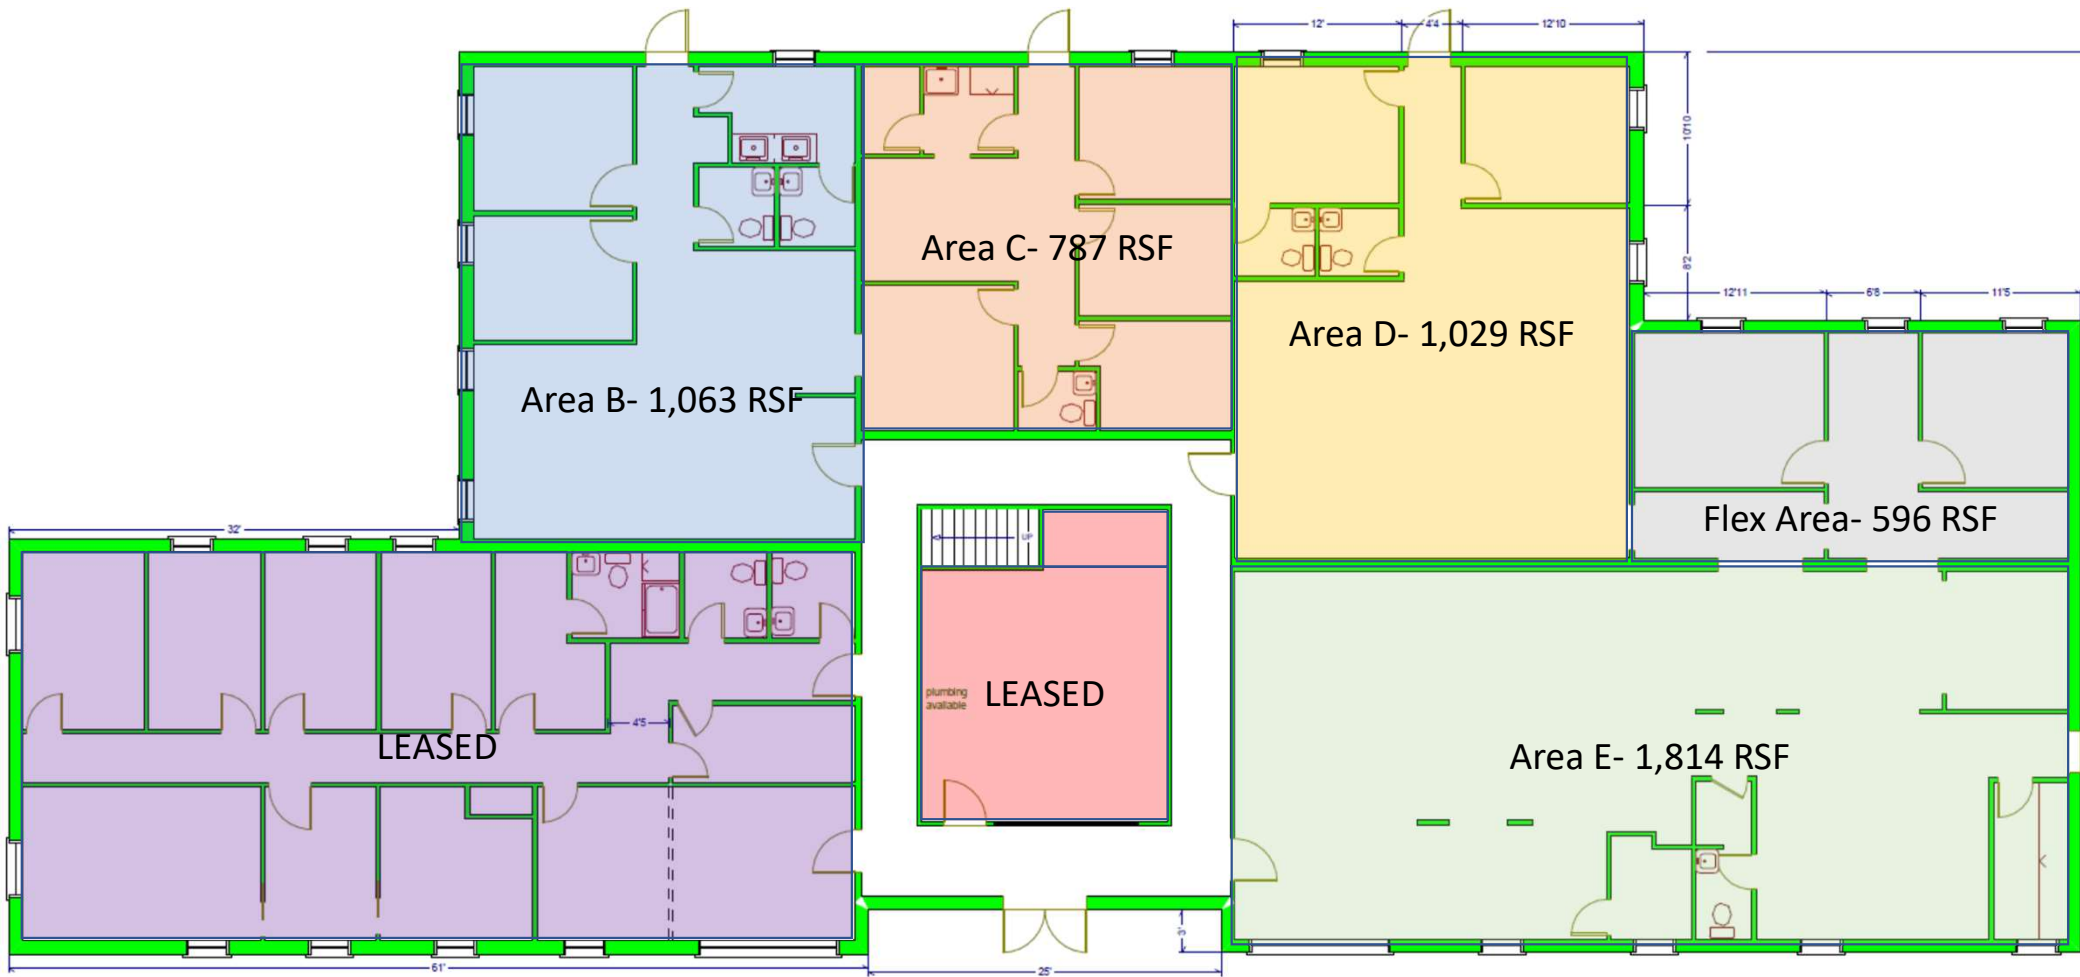 12'
4'4
12'10
10'10
8'2
Area C- 787 RSF
12'11
6'8
11'5
Area D- 1,029 RSF
Area B- 1,063 RSF
Flex Area- 596 RSF
32'
UP
plumbing
available
LEASED
4'5
LEASED
Area E- 1,814 RSF
3'
61'
25'